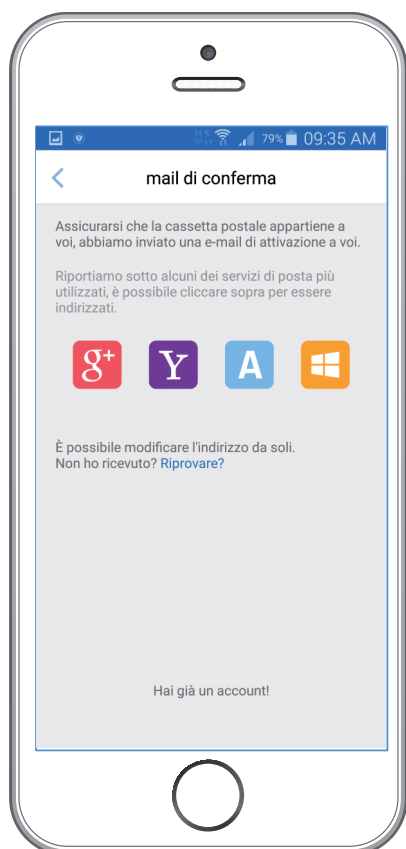 79% 09:35 AM
mail di conferma
Assicurarsi che la cassetta postale appartiene a
voi, abbiamo inviato una e-mail di attivazione a voi.
Riportiamo sotto alcuni dei servizi di posta più
utilizzati, è possibile cliccare sopra per essere
indirizzati.
g+ Y A
È possibile modificare l'indirizzo da soli.
Non ho ricevuto? Riprovare?
Hai già un account!